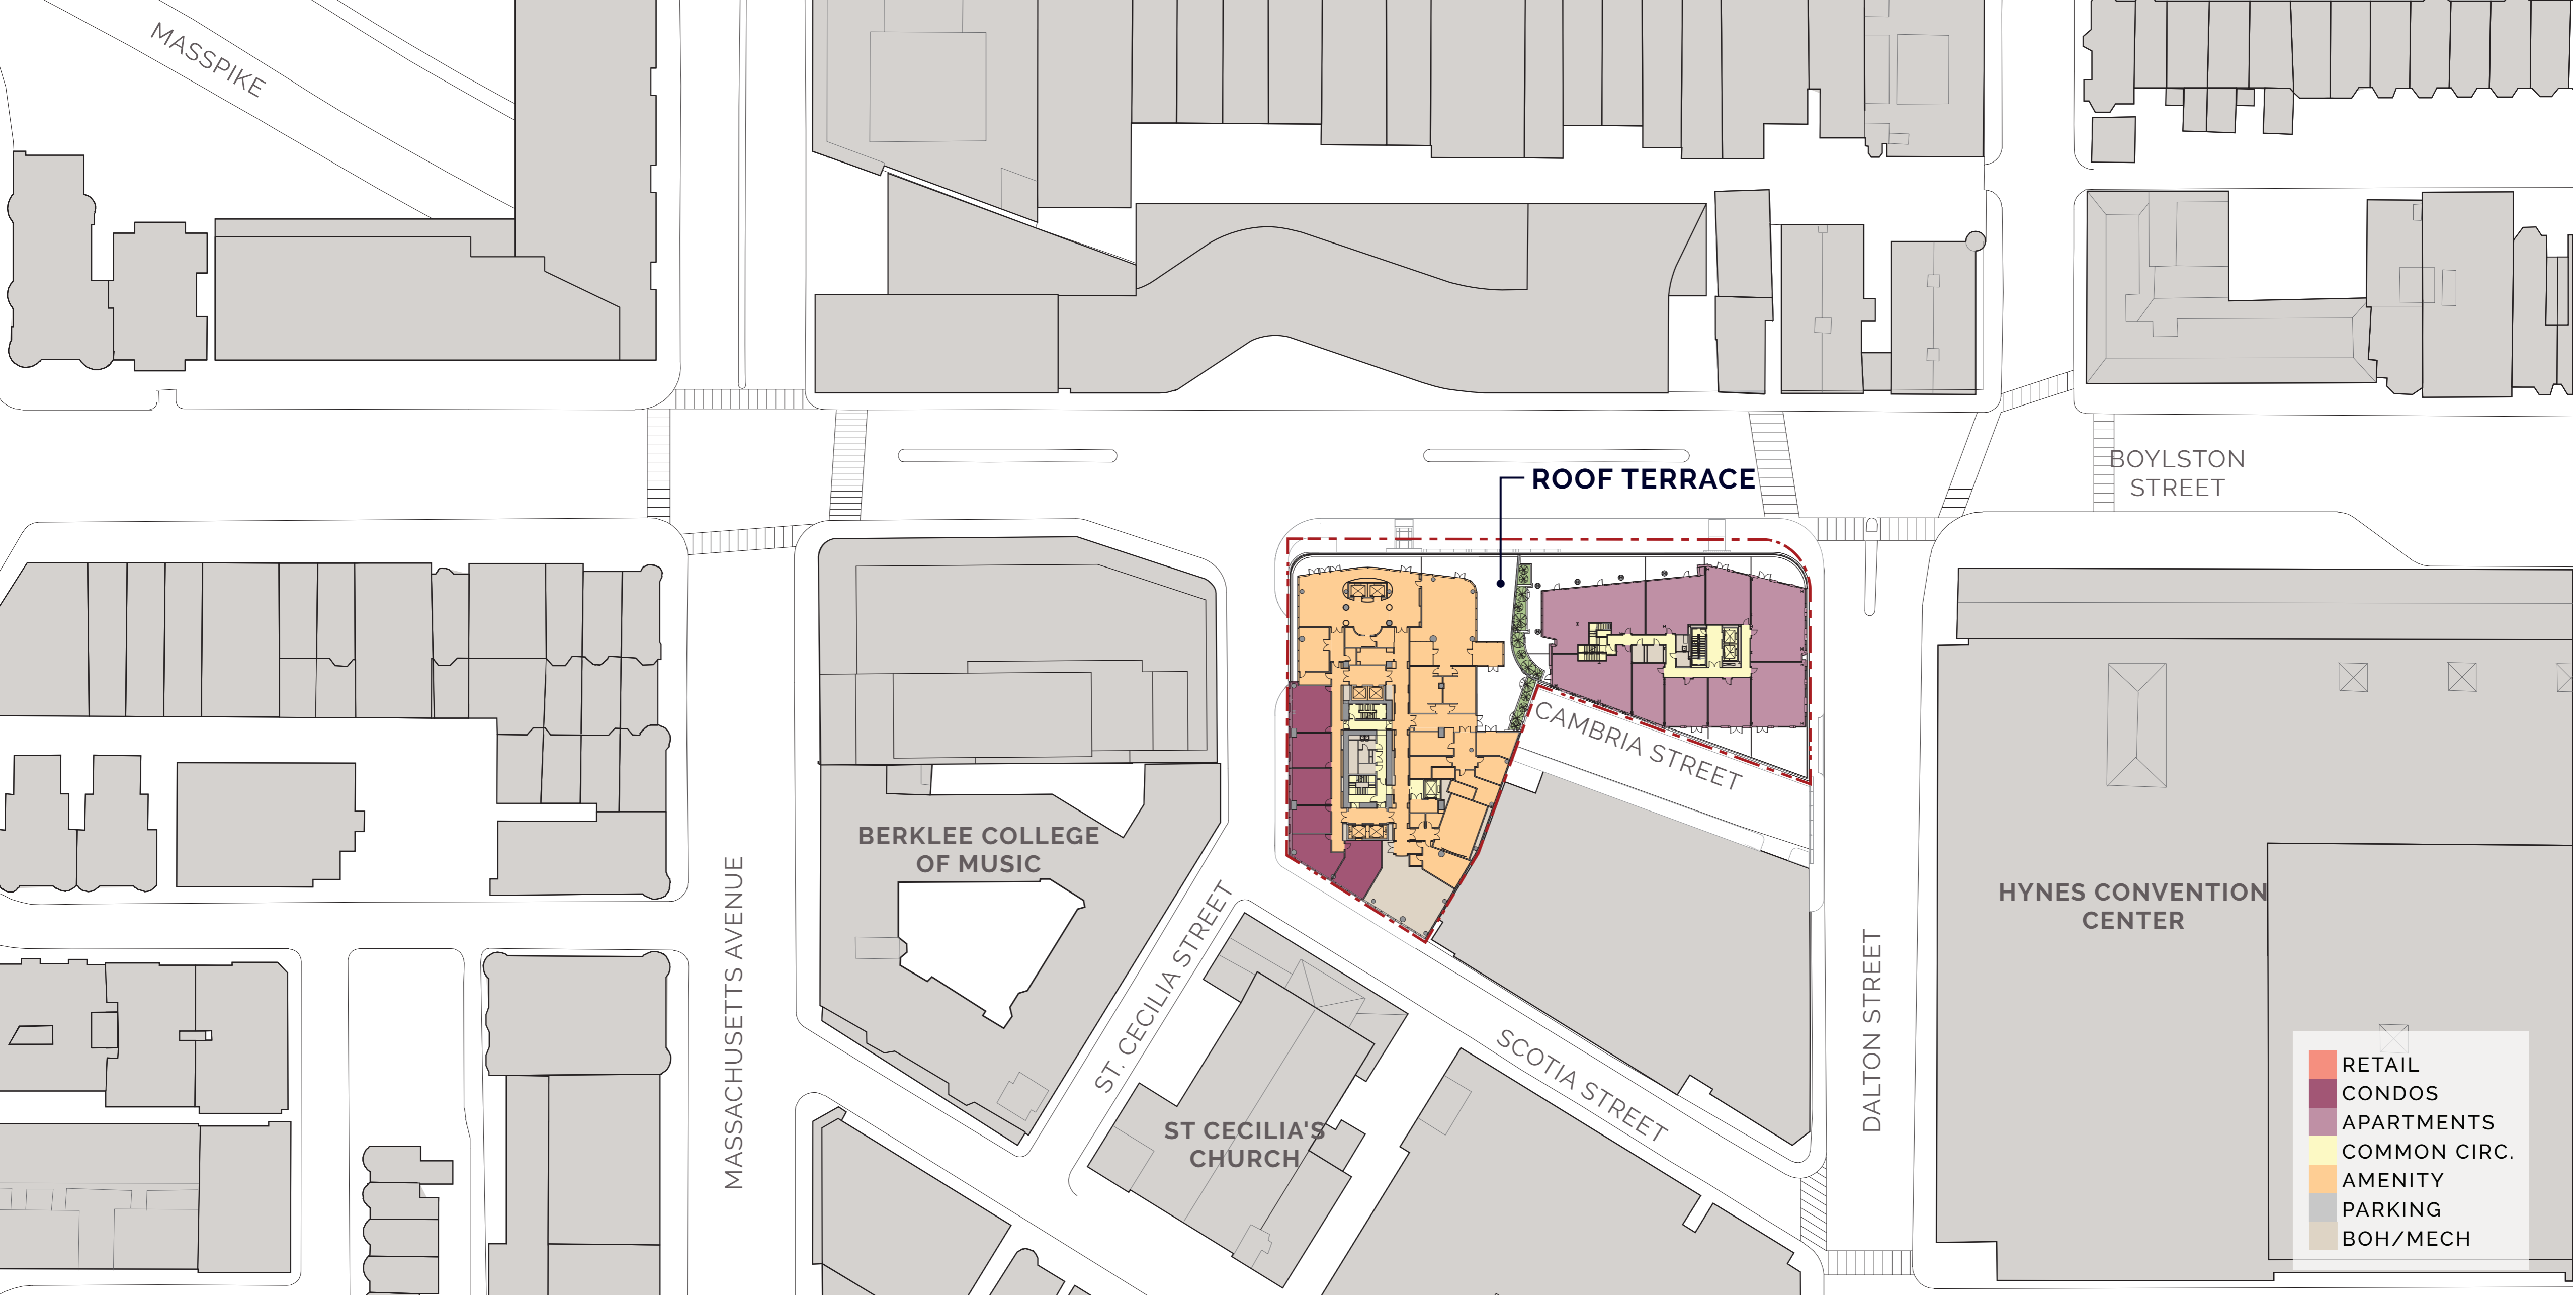 MASSPIKE
BOYLSTON
STREET
ROOF TERRACE
CAMBRIA STREET
BERKLEE COLLEGE
OF MUSIC
MASSACHUSETTS AVENUE
ST. CECILIA STREET
HYNES CONVENTION
CENTER
DALTON STREET
SCOTIA STREET
ST CECILIA'S
CHURCH
RETAIL
CONDOS
APARTMENTS
COMMON CIRC.
AMENITY
PARKING
BOH/MECH